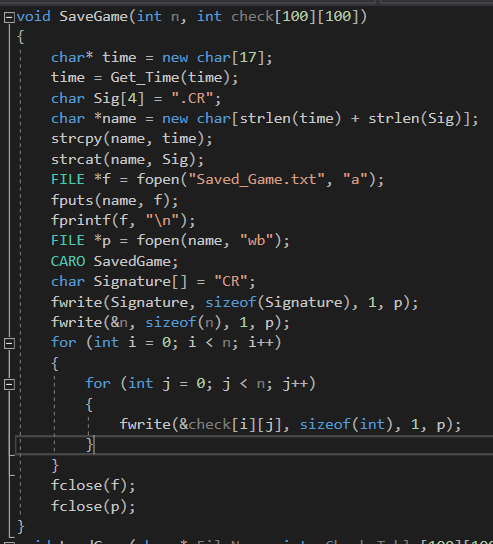 void SaveGame(int n, int check[100][100])
{
char* time = new char[17];
time = Get_Time(time);
char Sig[4] = ".CR";
char *name = new char[strlen(time) + strlen(Sig)];
strcpy(name, time);
strcat(name, Sig);
FILE *f = fopen("Saved_Game.txt", "a");
fputs(name, f);
fprintf(f, "\n");
FILE *p = fopen(name, "wb");
CARO SavedGame;
char Signature[] = "CR";
fwrite(Signature, sizeof(Signature), 1, p);
fwrite(&n, sizeof(n), 1, p);
for (int i = 0; i < n; i++)
{
for (int j = 0; j < n; j++)
{
fwrite(&check[i][j], sizeof(int), 1, p);
}
}
fclose(f);
fclose(p);
}